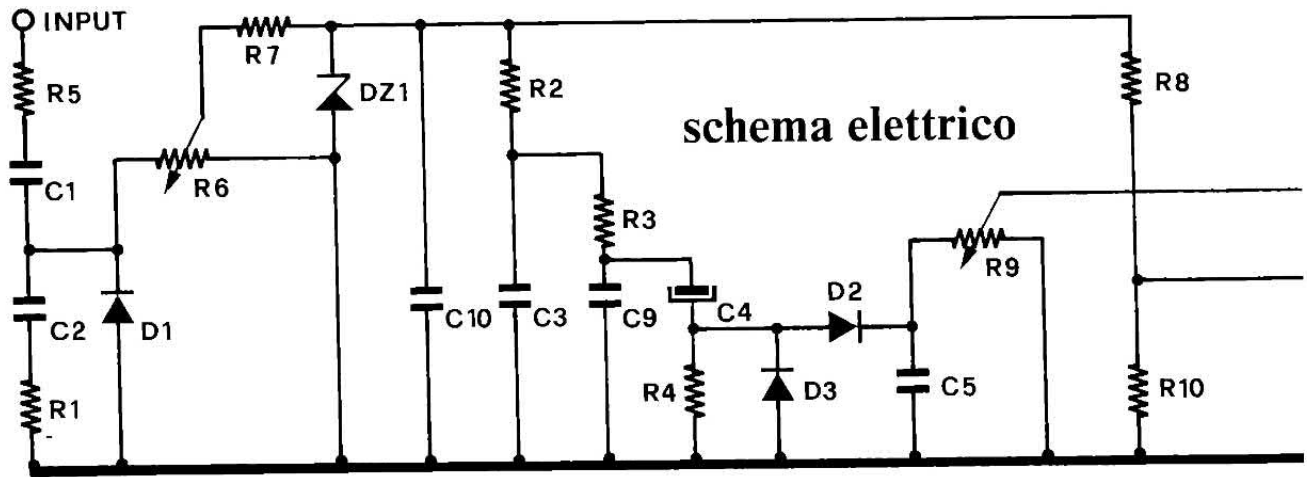 INPUT
R7
R5
DZ1
R2
R8
schema elettrico
C1
R6
R3
R9
C2
D1
C10
C3
C9
C4
D2
R4
D3
C5
R10
R1